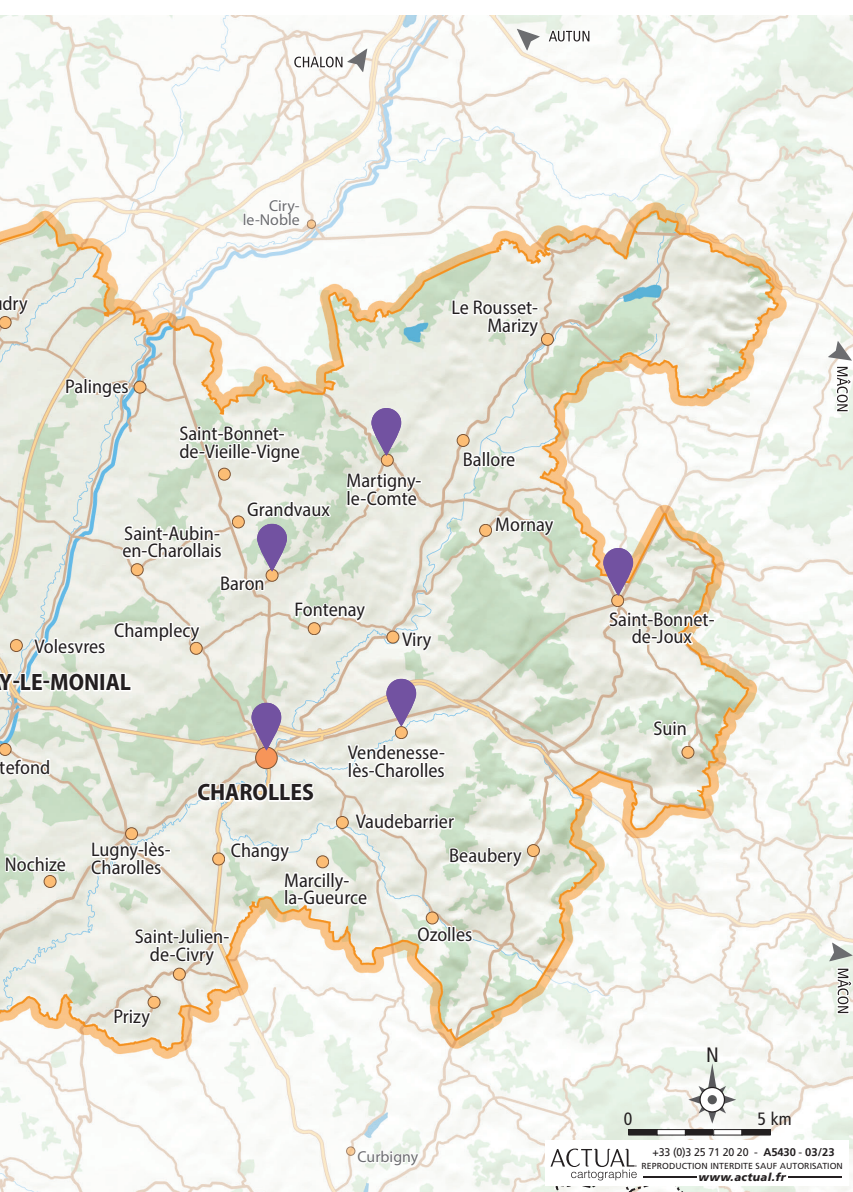 AUTUN
CHALON
Ciry-
le-Noble
udry
Le Rousset-
Marizy
MÂCON
Palinges
Saint-Bonnet-
de-Vieille-Vigne
Ballore
Martigny-
le-Comte
Grandvaux
Mornay
Saint-Aubin-
en-Charollais
Baron
Fontenay
Saint-Bonnet-
de-Joux
Champlecy
Viry
Volesvres
Y-LE-MONIAL
Suin
Vendenesse-
lès-Charolles
tefond
CHAROLLES
Vaudebarrier
Lugny-lès-
Charolles
Changy
Beaubery
Nochize
Marcilly-
la-Gueurce
Ozolles
Saint-Julien-
de-Civry
MÂCON
Prizy
N
0 5 km
Curbigny
ACTUAL
cartographie
+33 (0)3 25 71 20 20 - A5430 - 03/23
REPRODUCTION INTERDITE SAUF AUTORISATION
www.actual.fr